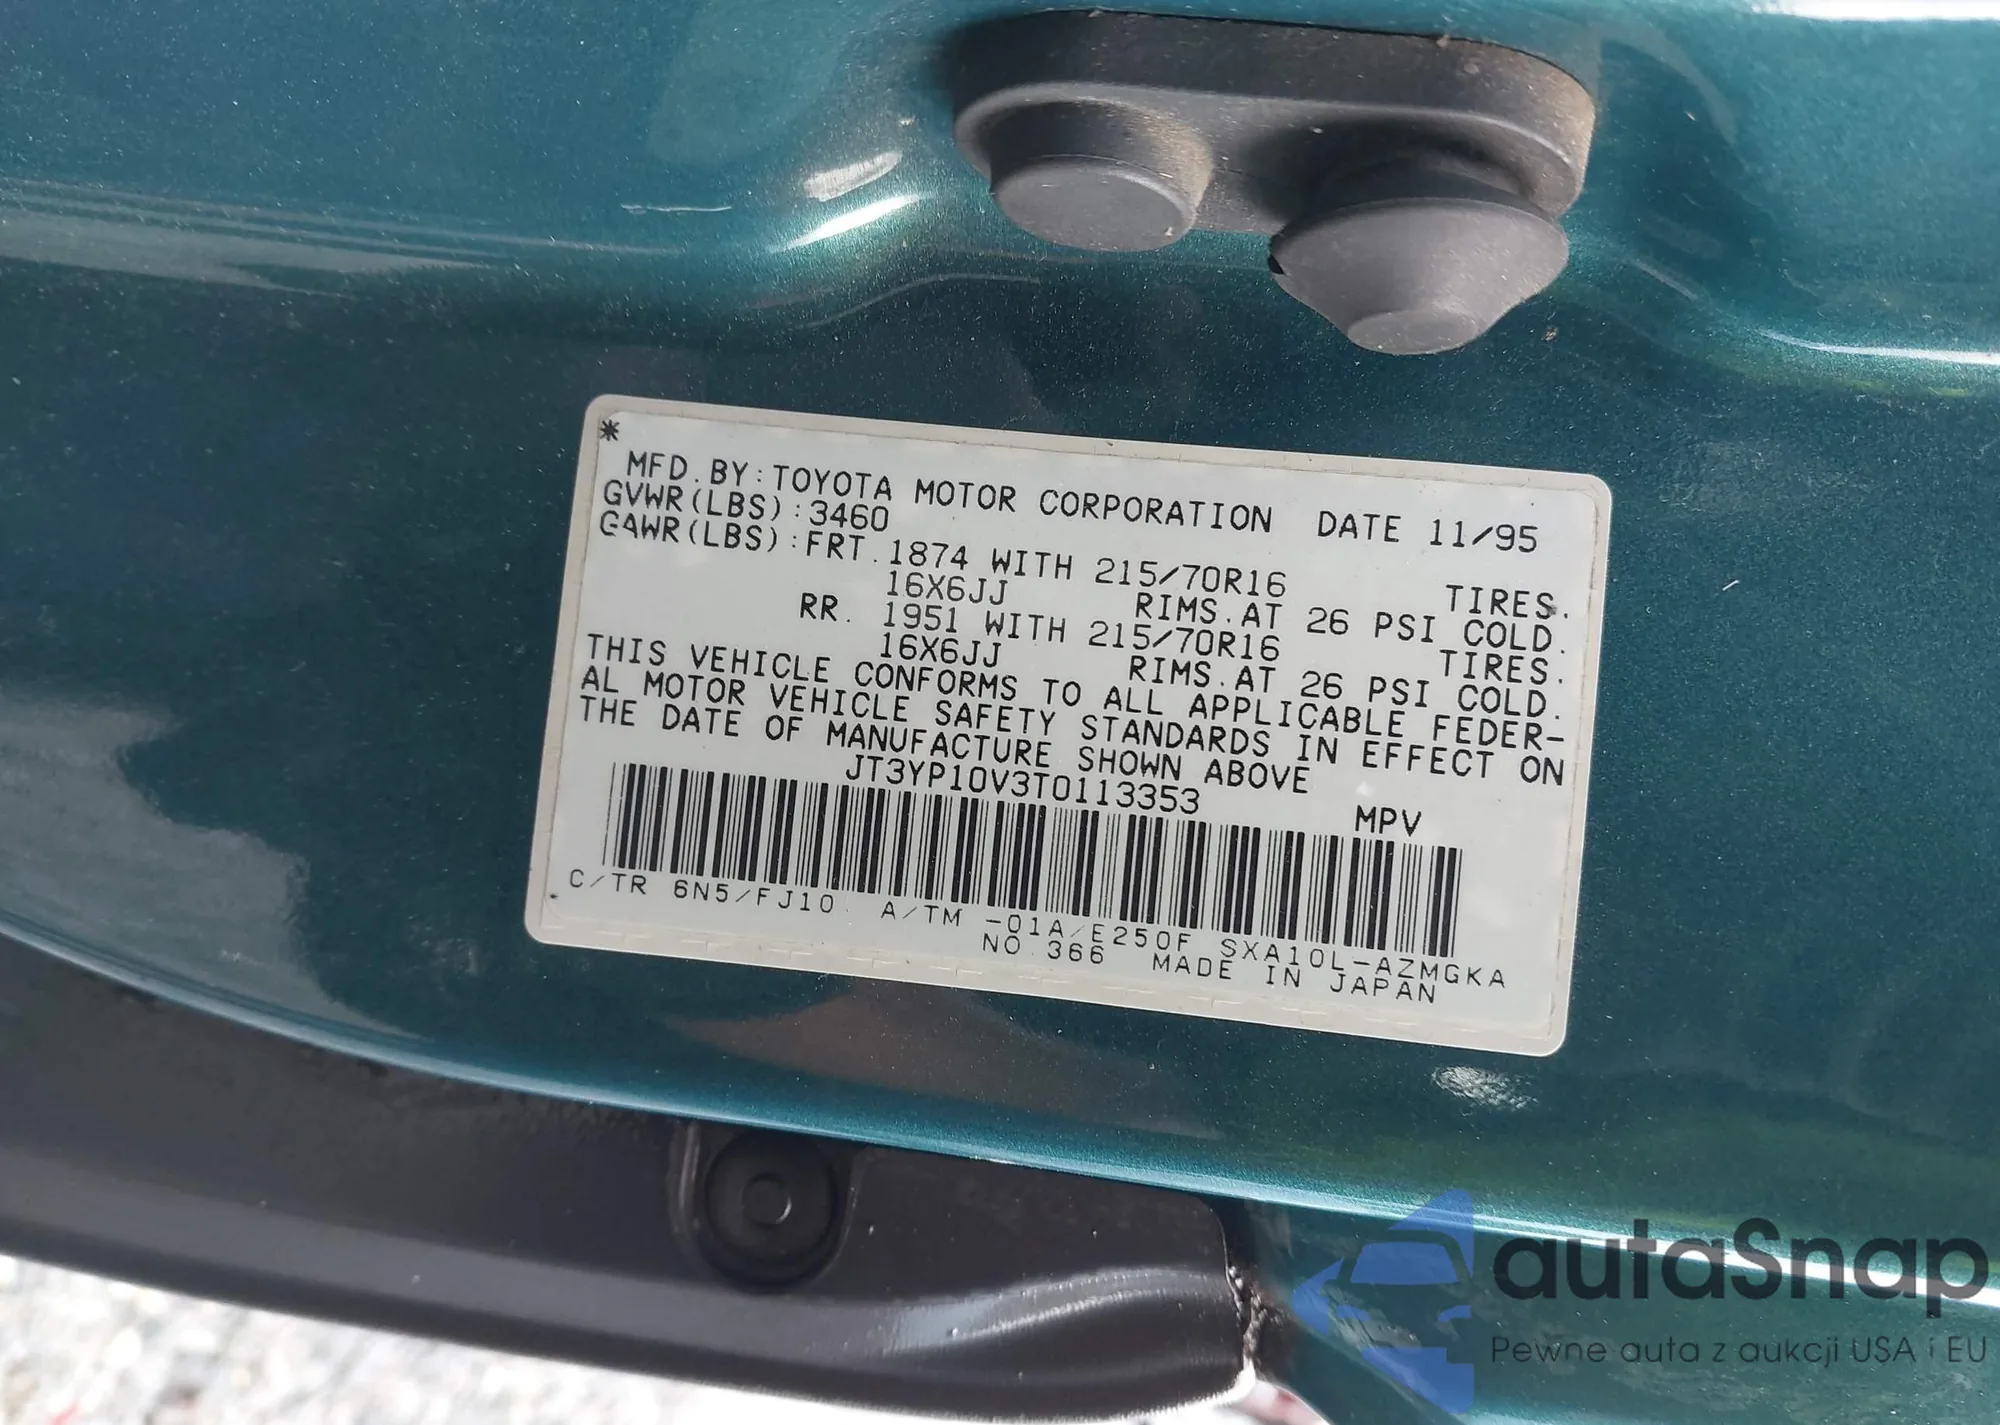 *
MFD. BY: TOYOTA MOTOR CORPORATION DATE 11/95
GVWR(LBS):3460
GAWR(LBS):FRT. 1874 WITH 215/70R16 TIRES.
16X6JJ RIMS.AT 26 PSI COLD.
RR. 1951 WITH 215/70R16 TIRES.
16X6JJ RIMS.AT 26 PSI COLD.
THIS VEHICLE CONFORMS TO ALL APPLICABLE FEDER-
AL MOTOR VEHICLE SAFETY STANDARDS IN EFFECT ON
THE DATE OF MANUFACTURE SHOWN ABOVE
JT3YP10V3T0113353 MPV
C/TR 6N5/FJ10 A/TM -01A/E250F SXA10L-AZMGKA
NO.366 MADE IN JAPAN
autoSnap
Pewne auta z aukcji USA i EU